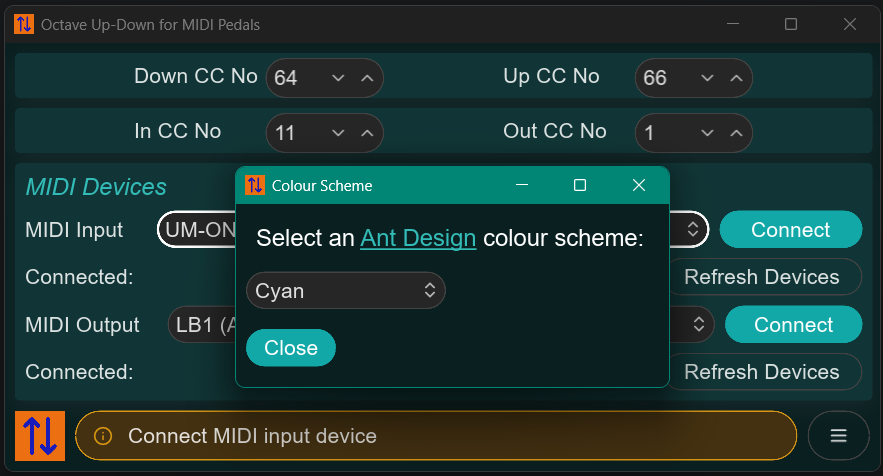 Octave Up-Down for MIDI Pedals
Down CC No 64 Up CC No 66
In CC No 11 Out CC No 1
MIDI Devices
Colour Scheme
Select an Ant Design colour scheme:
Cyan
Close
MIDI Input UM-ON Connect
Connected: Refresh Devices
MIDI Output LB1 (A Connect
Connected: Refresh Devices
Connect MIDI input device